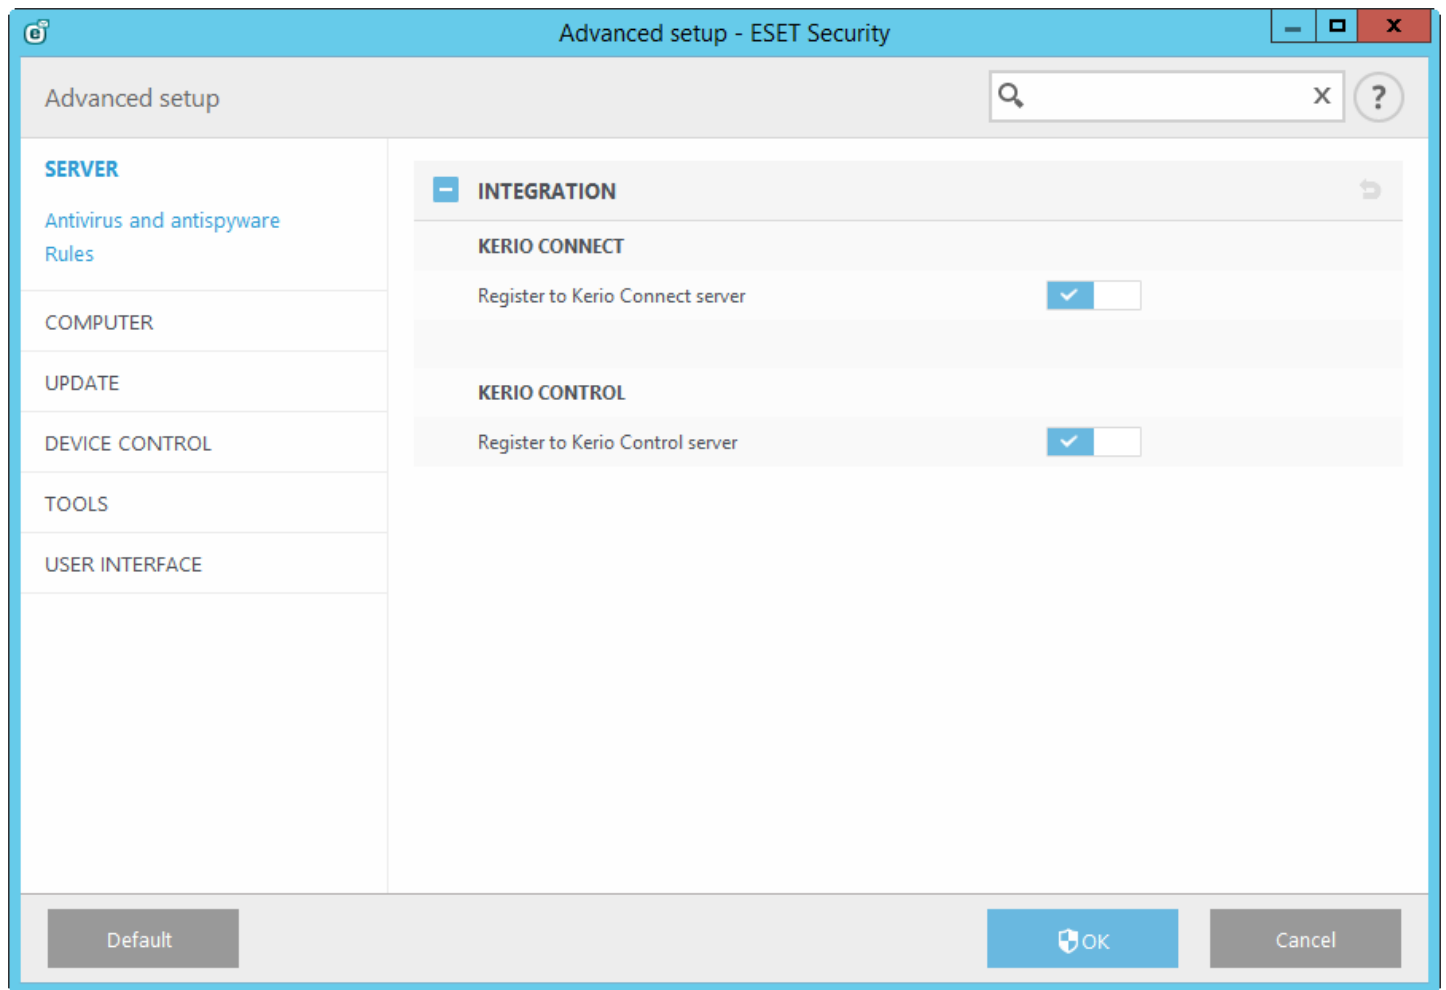 Advanced setup - ESET Security
Advanced setup
X
?
SERVER
Antivirus and antispyware
Rules
COMPUTER
UPDATE
DEVICE CONTROL
TOOLS
USER INTERFACE
INTEGRATION
KERIO CONNECT
Register to Kerio Connect server
KERIO CONTROL
Register to Kerio Control server
Default
OK
Cancel